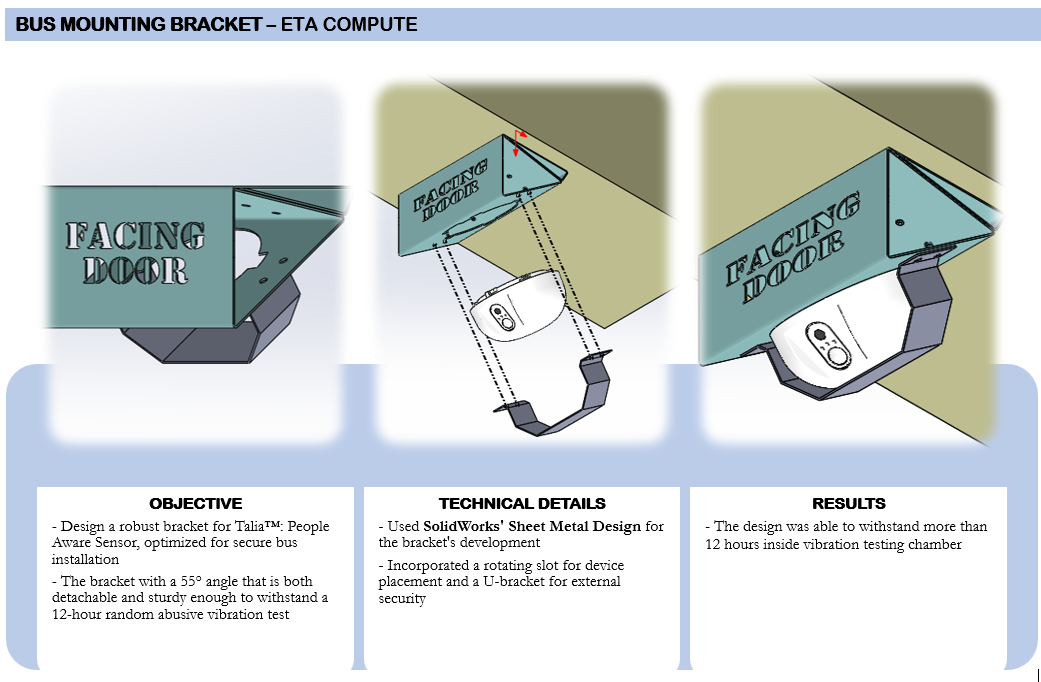 BUS MOUNTING BRACKET – ETA COMPUTE
FACING
DOOR
FACING
DOOR
FACING
DOOR
OBJECTIVE
- Design a robust bracket for Talia™: People
Aware Sensor, optimized for secure bus
installation
- The bracket with a 55° angle that is both
detachable and sturdy enough to withstand a
12-hour random abusive vibration test
TECHNICAL DETAILS
- Used SolidWorks' Sheet Metal Design for
the bracket's development
- Incorporated a rotating slot for device
placement and a U-bracket for external
security
RESULTS
- The design was able to withstand more than
12 hours inside vibration testing chamber